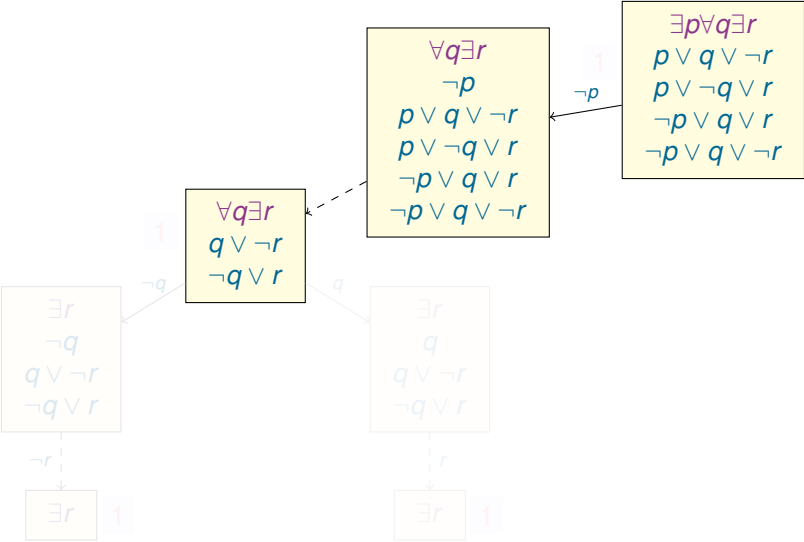 ∃p∀q∃r
p ∨ q ∨ ¬r
p ∨ ¬q ∨ r
¬p ∨ q ∨ r
¬p ∨ q ∨ ¬r
1
¬p
∀q∃r
¬p
p ∨ q ∨ ¬r
p ∨ ¬q ∨ r
¬p ∨ q ∨ r
¬p ∨ q ∨ ¬r
∀q∃r
q ∨ ¬r
¬q ∨ r
1
¬q
q
∃r
¬q
q ∨ ¬r
¬q ∨ r
∃r
q
q ∨ ¬r
¬q ∨ r
¬r
r
∃r
1
∃r
1